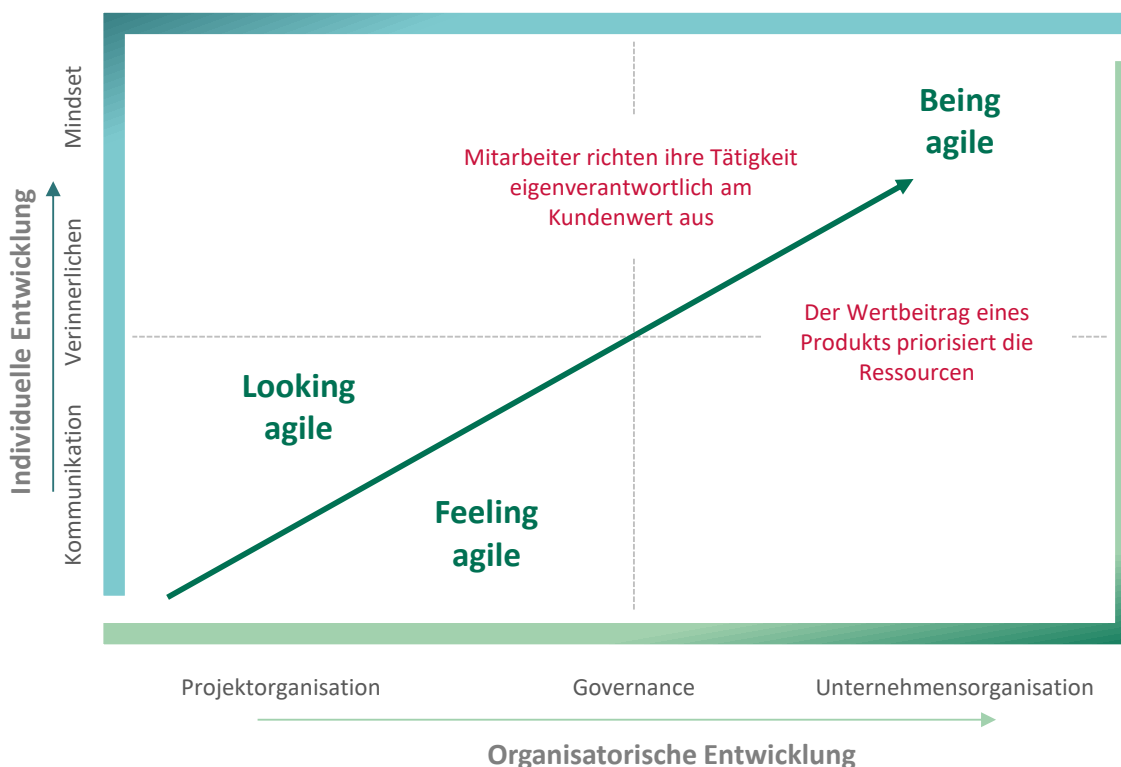 Individuelle Entwicklung
Mindset
Verinnerlichen
Kommunikation
Being
agile
Mitarbeiter richten ihre Tätigkeit
eigenverantwortlich am
Kundenwert aus
Der Wertbeitrag eines
Produkts priorisiert die
Ressourcen
Looking
agile
Feeling
agile
Projektorganisation
Governance
Unternehmensorganisation
Organisatorische Entwicklung